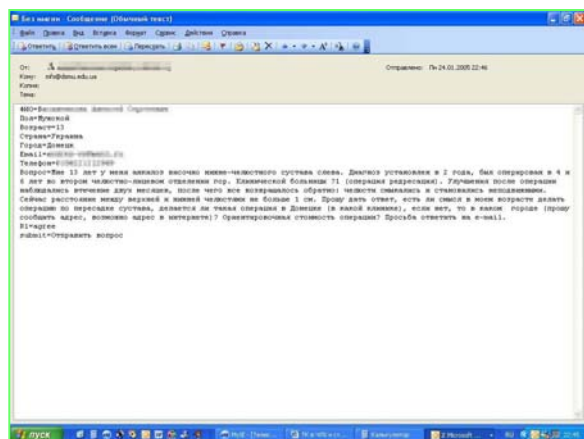 Без имени - Сообщение (Обычный текст)
Файл Правка Вид Вставка Формат Сервис Действия Справка
Ответить Ответить всем Переслать
От: Отправлено: Пн 24.01.2005 22:46
Кому: info@dsmu.edu.ua
Копия:
Тема:
ФИО=
Пол=Мужской
Возраст=13
Страна=Украина
Город=Донецк
Email=
Телефон=
Вопрос=Мне 13 лет у меня анкилоз височно нижне-челюстного сустава слева. Диагноз установлен в 2 года, был оперирован в 4 и
6 лет во втором челюстно-лицевом отделении гор. Клинической больницы ?1 (операция редресация). Улучшения после операции
наблюдались втечение двух месяцев, после чего все возвращалось обратно: челюсти смыкались и становились неподвижными.
Сейчас расстояние между верхней и нижней челюстями не больше 1 см. Прошу дать ответ, есть ли смысл в моем возрасте делать
операцию по пересадке сустава, делается ли такая операция в Донецке (в какой клинике), если нет, то в каком городе (прошу
сообщить адрес, возможно адрес в интернете)? Ориентировочная стоимость операции? Просьба ответить на e-mail.
R1=agree
submit=Отправить вопрос
пуск